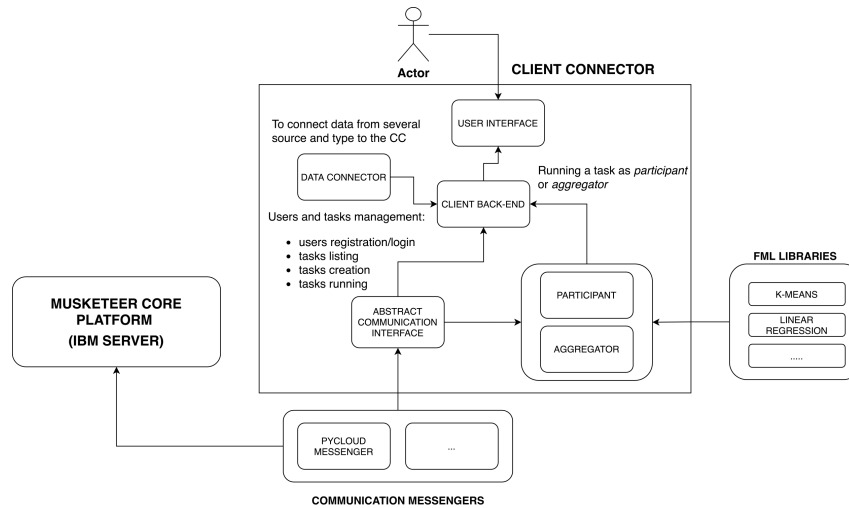 Actor
CLIENT CONNECTOR
USER INTERFACE
To connect data from several
source and type to the CC
DATA CONNECTOR
CLIENT BACK-END
Running a task as participant
or aggregator
Users and tasks management:
• users registration/login
• tasks listing
• tasks creation
• tasks running
ABSTRACT
COMMUNICATION
INTERFACE
PARTICIPANT
AGGREGATOR
FML LIBRARIES
K-MEANS
LINEAR
REGRESSION
.....
MUSKETEER CORE
PLATFORM
(IBM SERVER)
PYCLOUD
MESSENGER
...
COMMUNICATION MESSENGERS